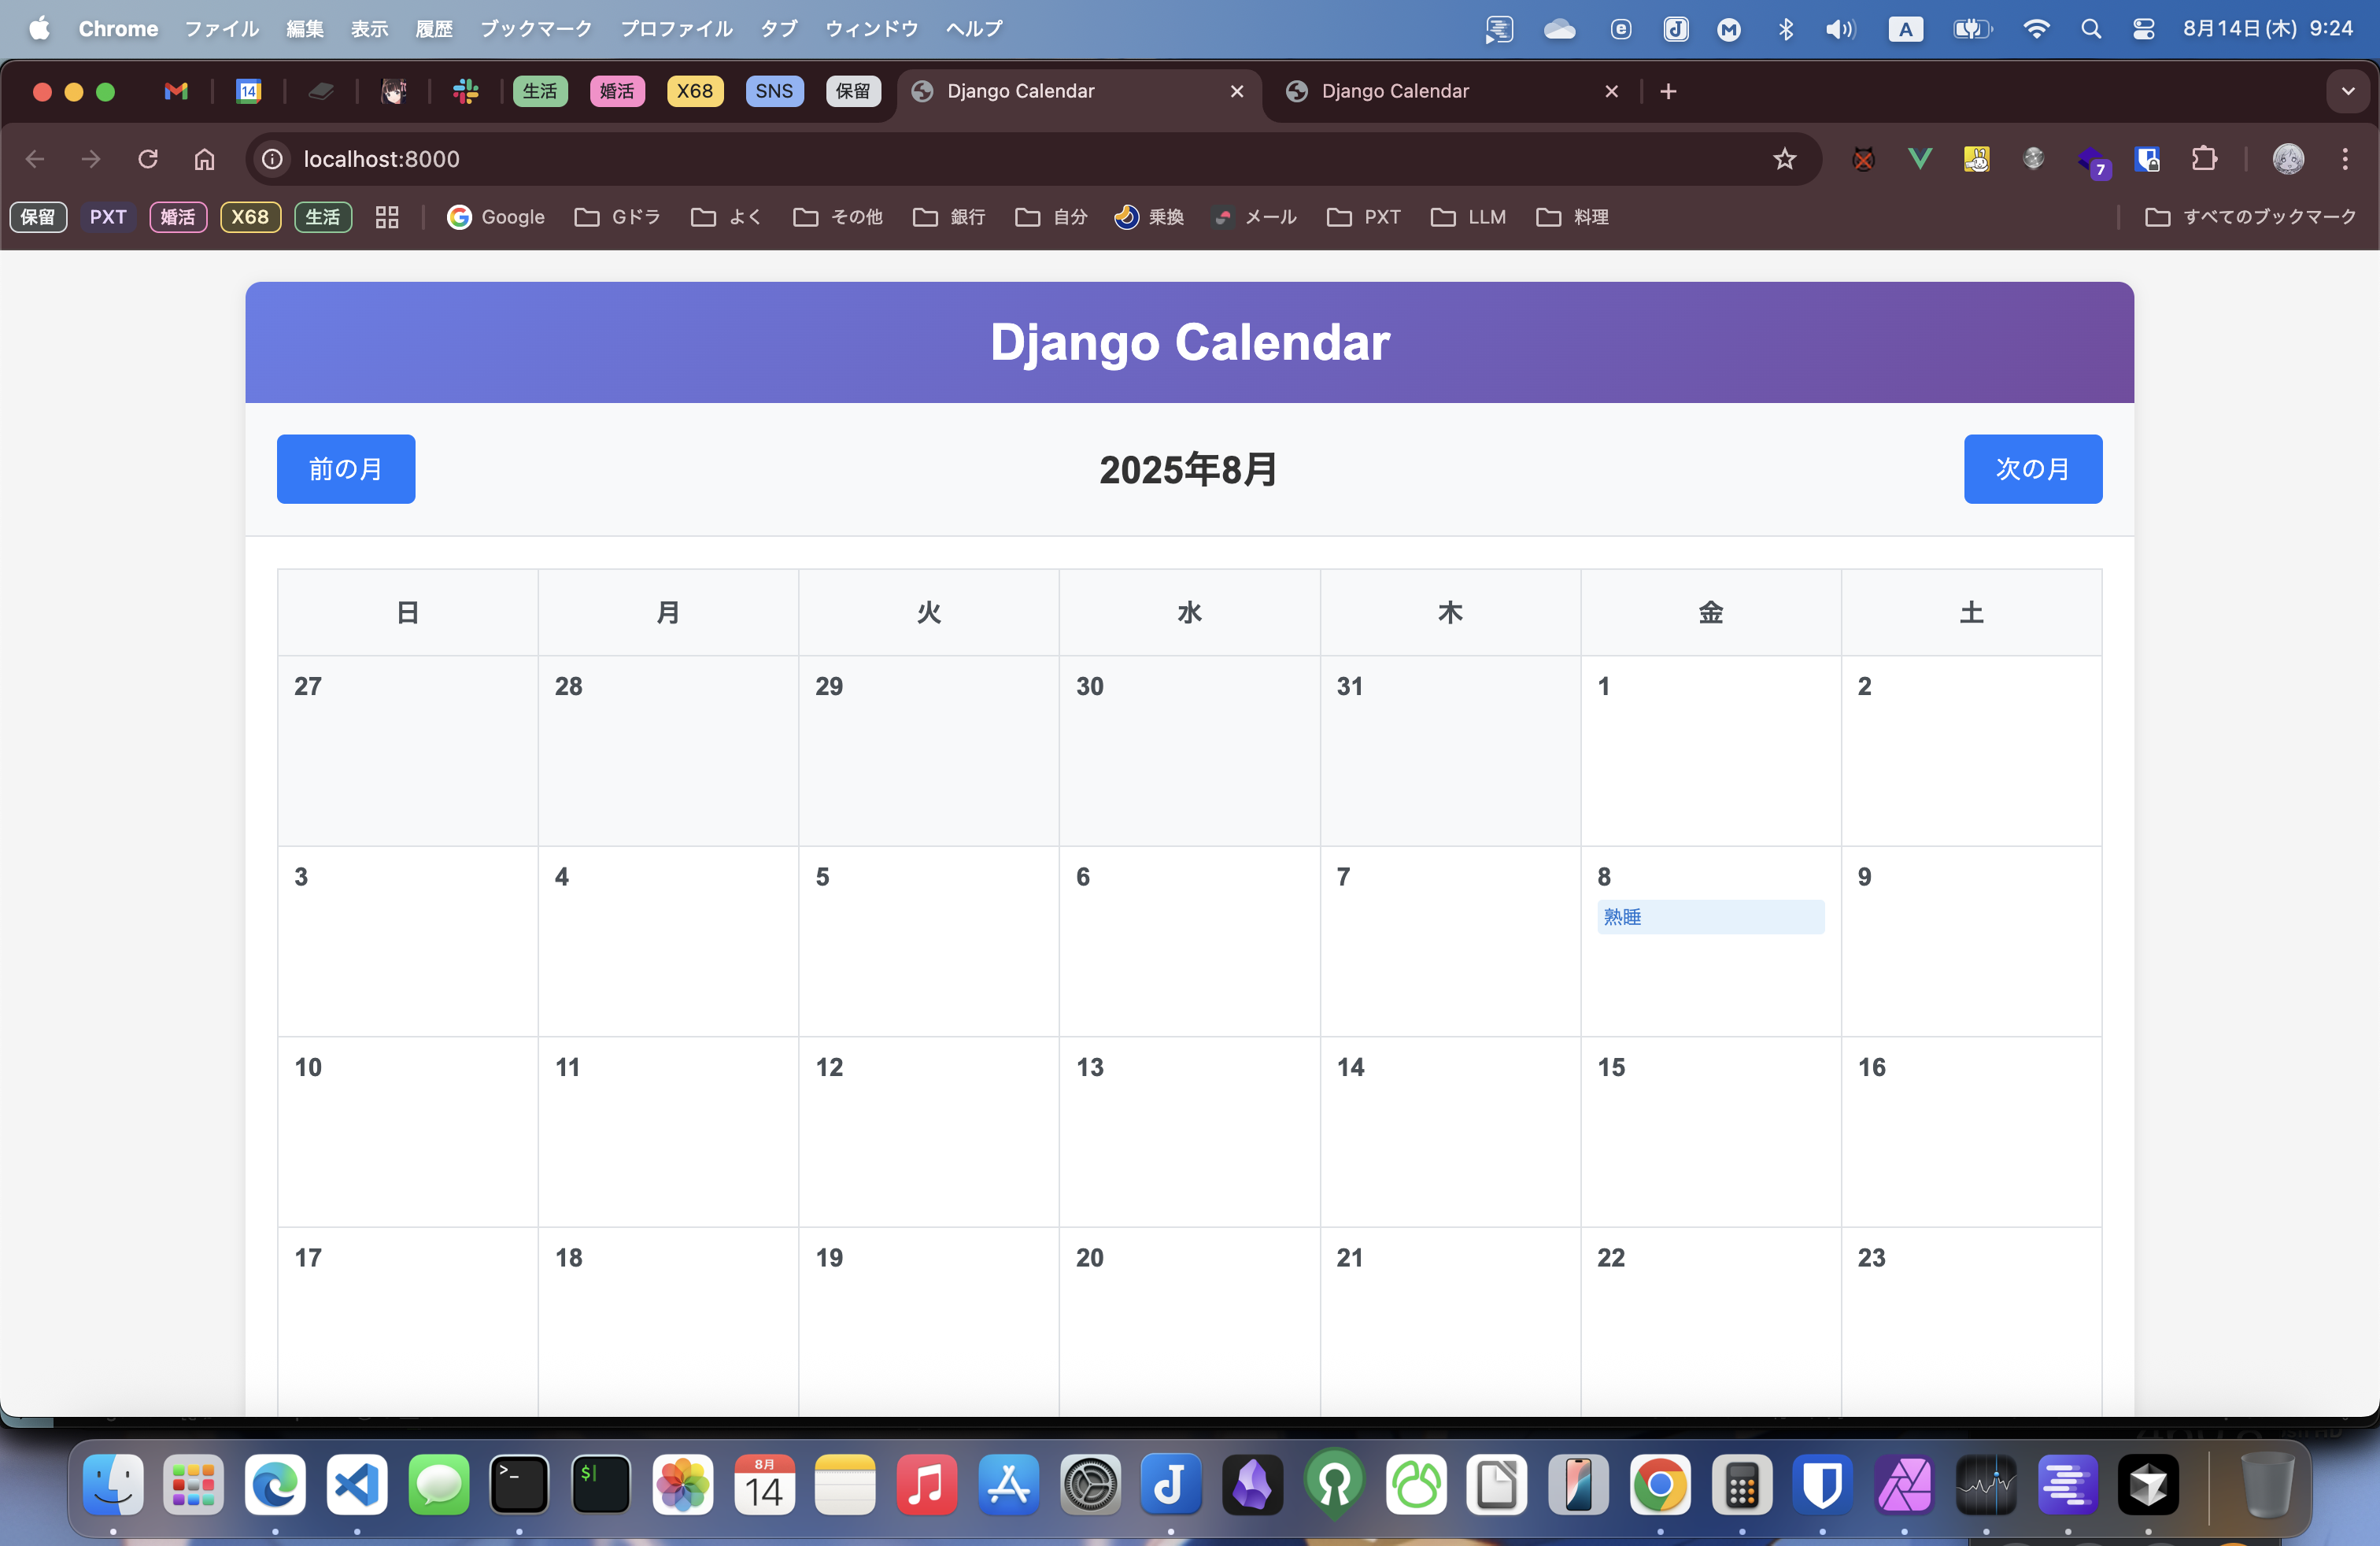 Chrome ファイル 編集 表示 履歴 ブックマーク プロファイル タブ ウィンドウ ヘルプ A 8月14日(木) 9:24
14 生活 婚活 X68 SNS 保留 Django Calendar Django Calendar
localhost:8000 7
保留 PXT 婚活 X68 生活 Google Gドラ よく その他 銀行 自分 乗換 メール PXT LLM 料理 すべてのブックマーク
Django Calendar
前の月 2025年8月 次の月
日 月 火 水 木 金 土
27 28 29 30 31 1 2
3 4 5 6 7 8 9
熟睡
10 11 12 13 14 15 16
17 18 19 20 21 22 23
8月
14